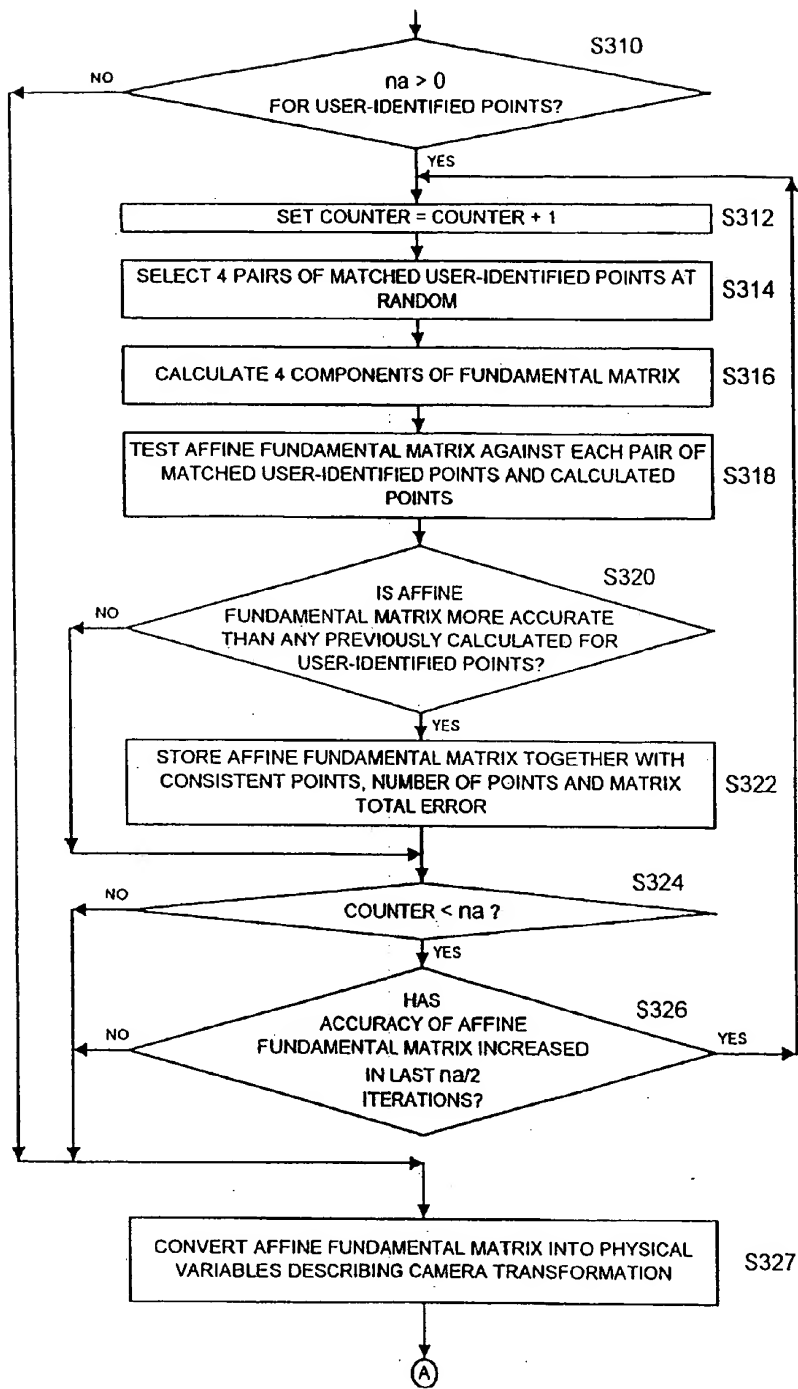 S310
NO
na > 0
FOR USER-IDENTIFIED POINTS?
YES
SET COUNTER = COUNTER + 1
S312
SELECT 4 PAIRS OF MATCHED USER-IDENTIFIED POINTS AT
RANDOM
S314
CALCULATE 4 COMPONENTS OF FUNDAMENTAL MATRIX
S316
TEST AFFINE FUNDAMENTAL MATRIX AGAINST EACH PAIR OF
MATCHED USER-IDENTIFIED POINTS AND CALCULATED
POINTS
S318
S320
NO
IS AFFINE
FUNDAMENTAL MATRIX MORE ACCURATE
THAN ANY PREVIOUSLY CALCULATED FOR
USER-IDENTIFIED POINTS?
YES
STORE AFFINE FUNDAMENTAL MATRIX TOGETHER WITH
CONSISTENT POINTS, NUMBER OF POINTS AND MATRIX
TOTAL ERROR
S322
S324
NO
COUNTER < na ?
YES
S326
HAS
ACCURACY OF AFFINE
FUNDAMENTAL MATRIX INCREASED
IN LAST na/2
ITERATIONS?
NO
YES
CONVERT AFFINE FUNDAMENTAL MATRIX INTO PHYSICAL
VARIABLES DESCRIBING CAMERA TRANSFORMATION
S327
A